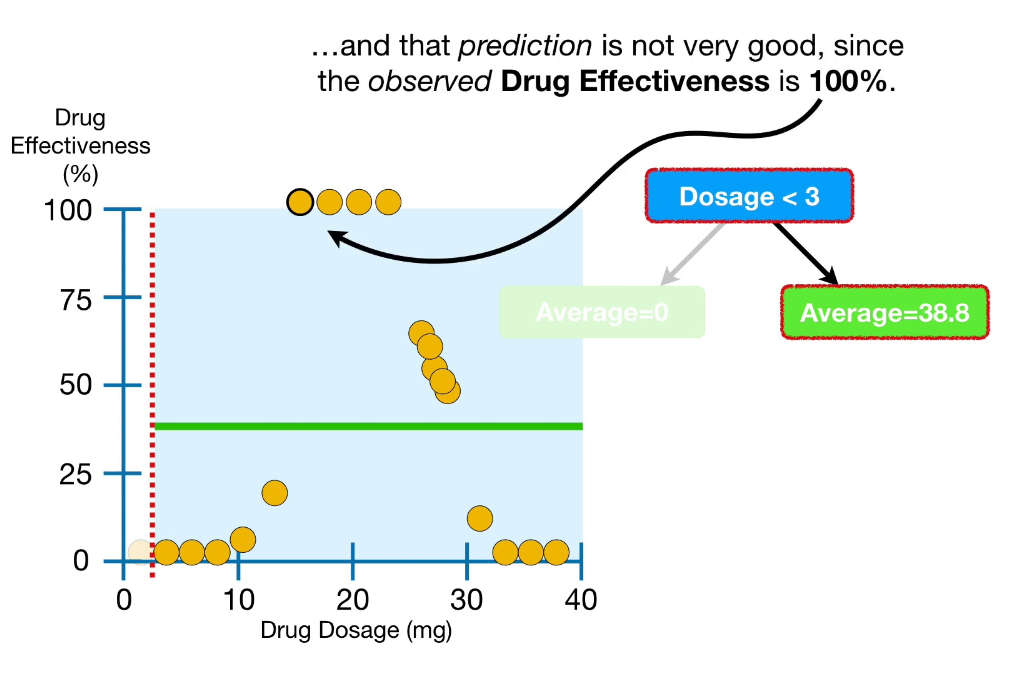 …and that prediction is not very good, since
the observed Drug Effectiveness is 100%.
Drug
Effectiveness
(%)
100
75
50
25
0
0 10 20 30 40
Drug Dosage (mg)
Dosage < 3
Average=0
Average=38.8